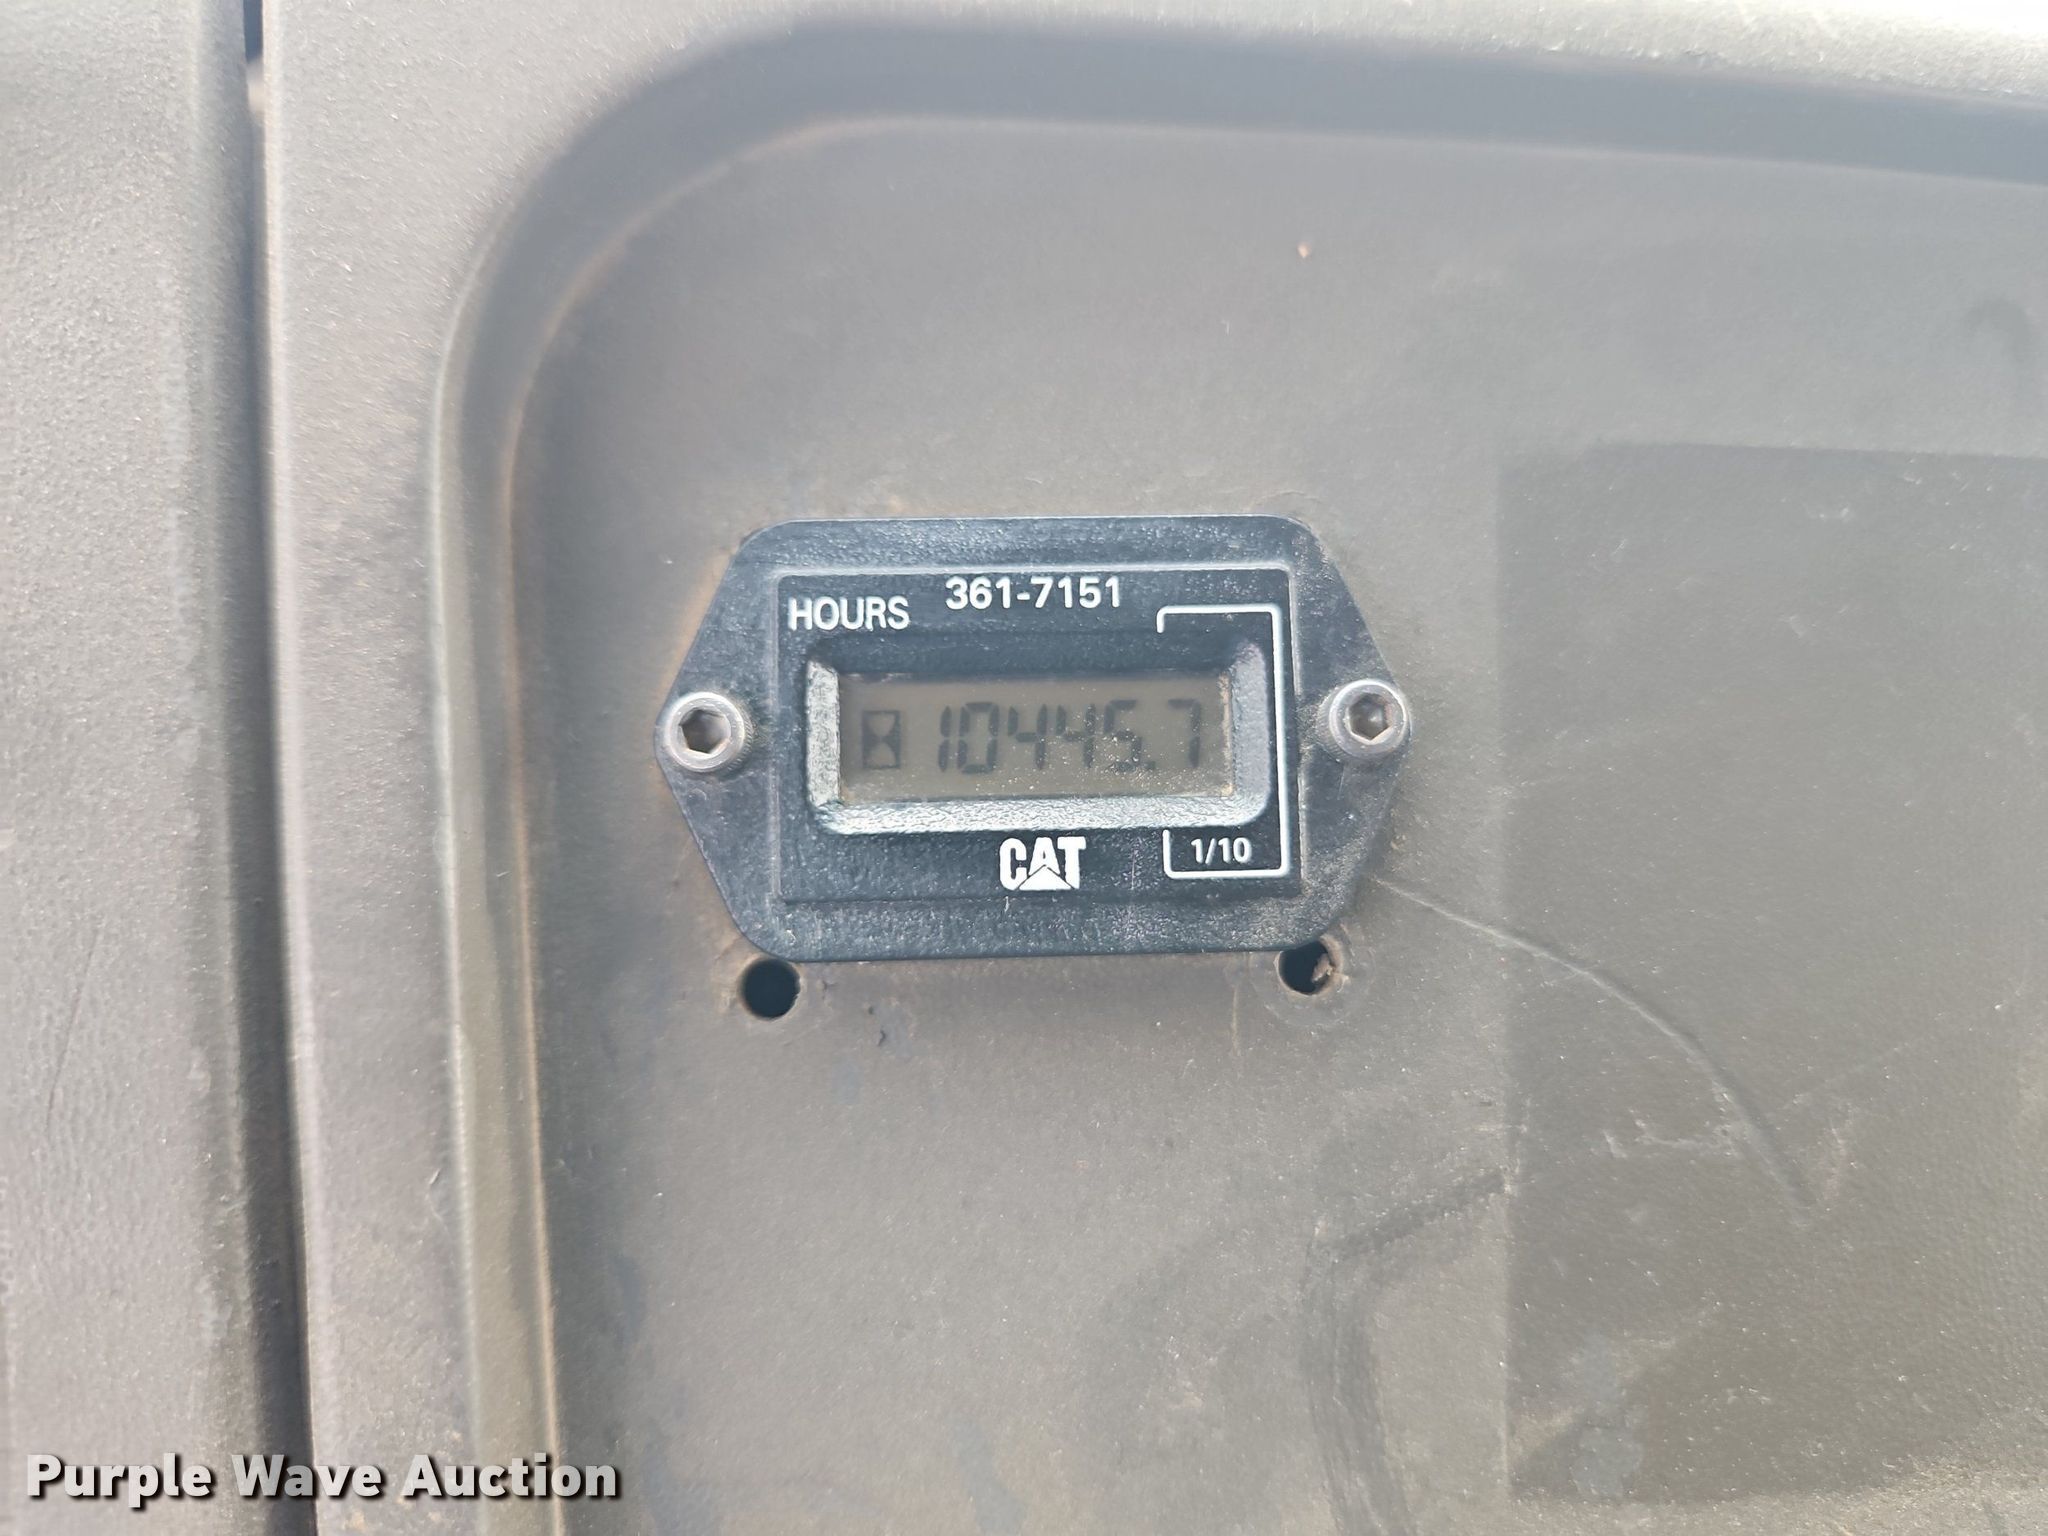 361-7151
HOURS
10445.7
CAT
1/10
Purple Wave Auction